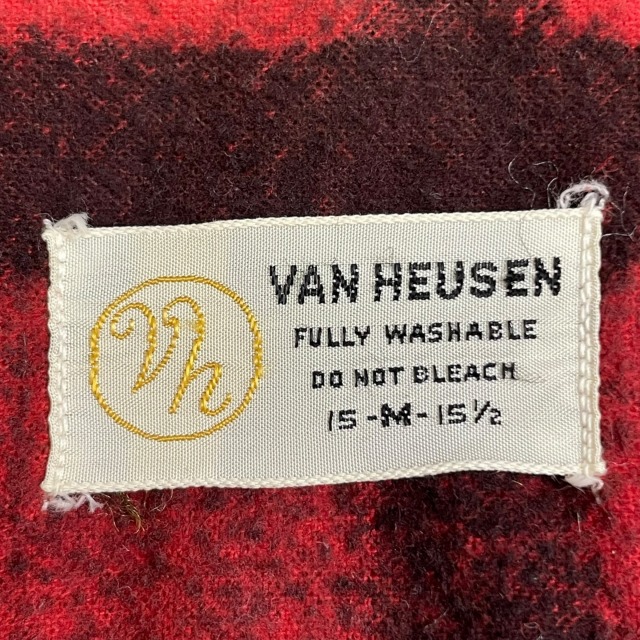 Vh
VAN HEUSEN
FULLY WASHABLE
DO NOT BLEACH
15-M-15½